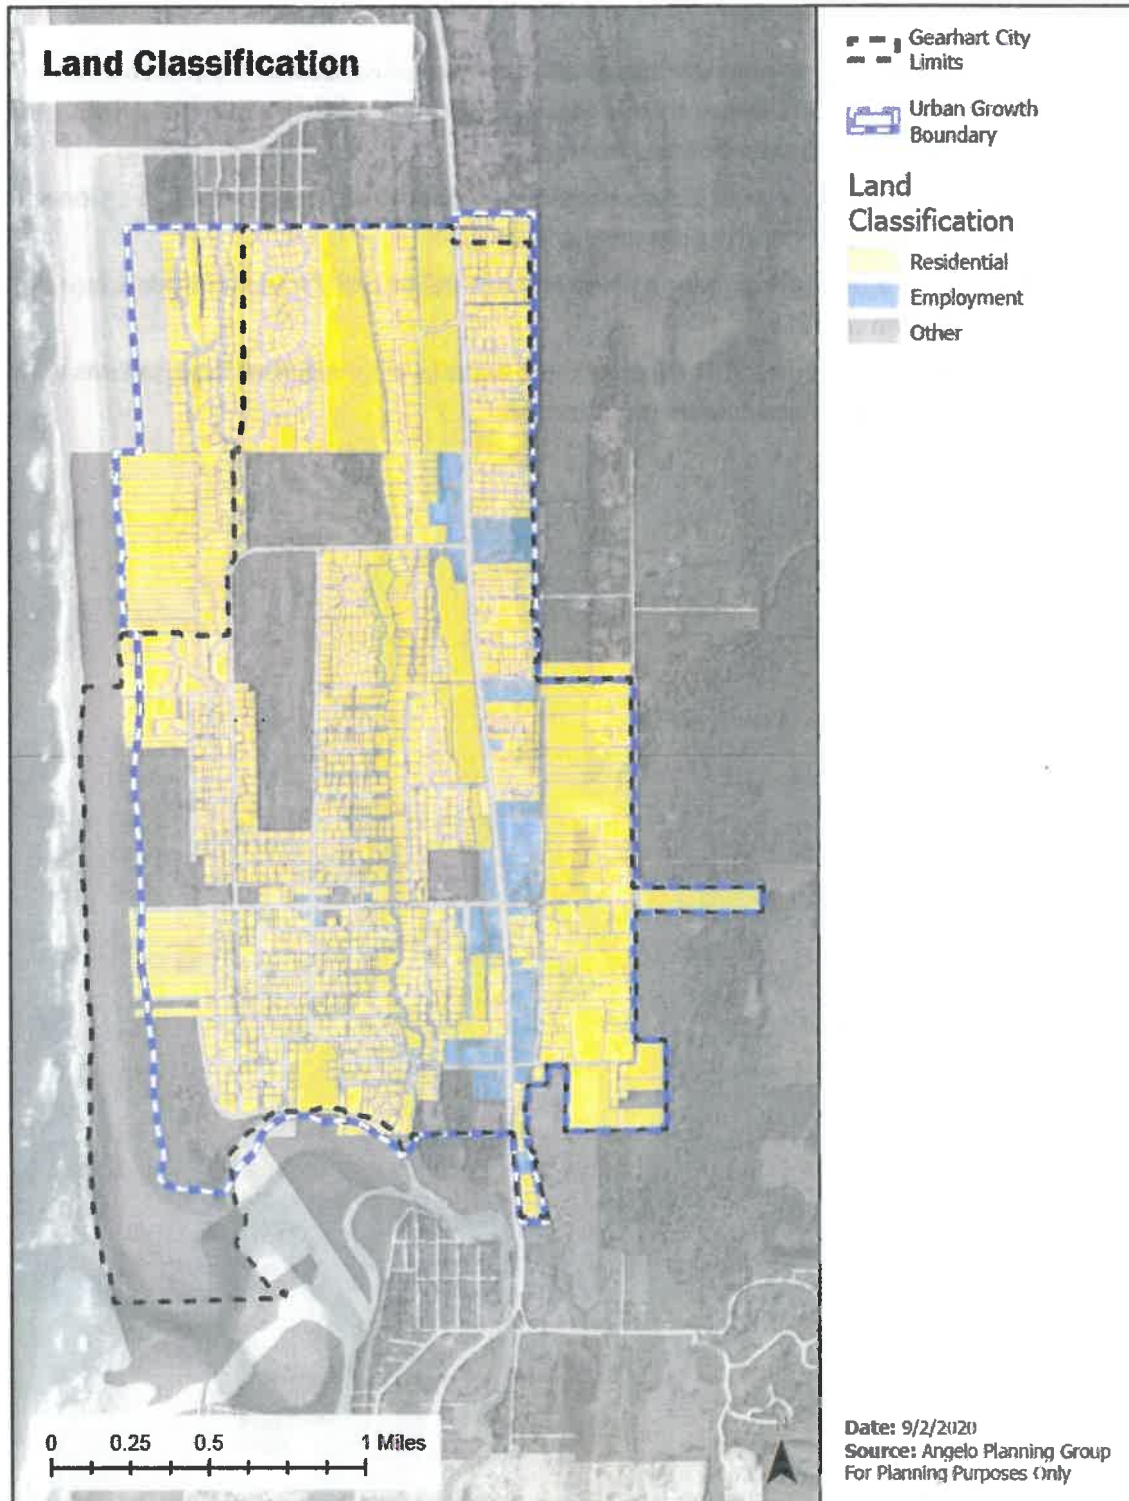 Land Classification
Gearhart City
Limits
Urban Growth
Boundary
Land
Classification
Residential
Employment
Other
0 0.25 0.5 1 Miles
Date: 9/2/2020
Source: Angelo Planning Group
For Planning Purposes Only